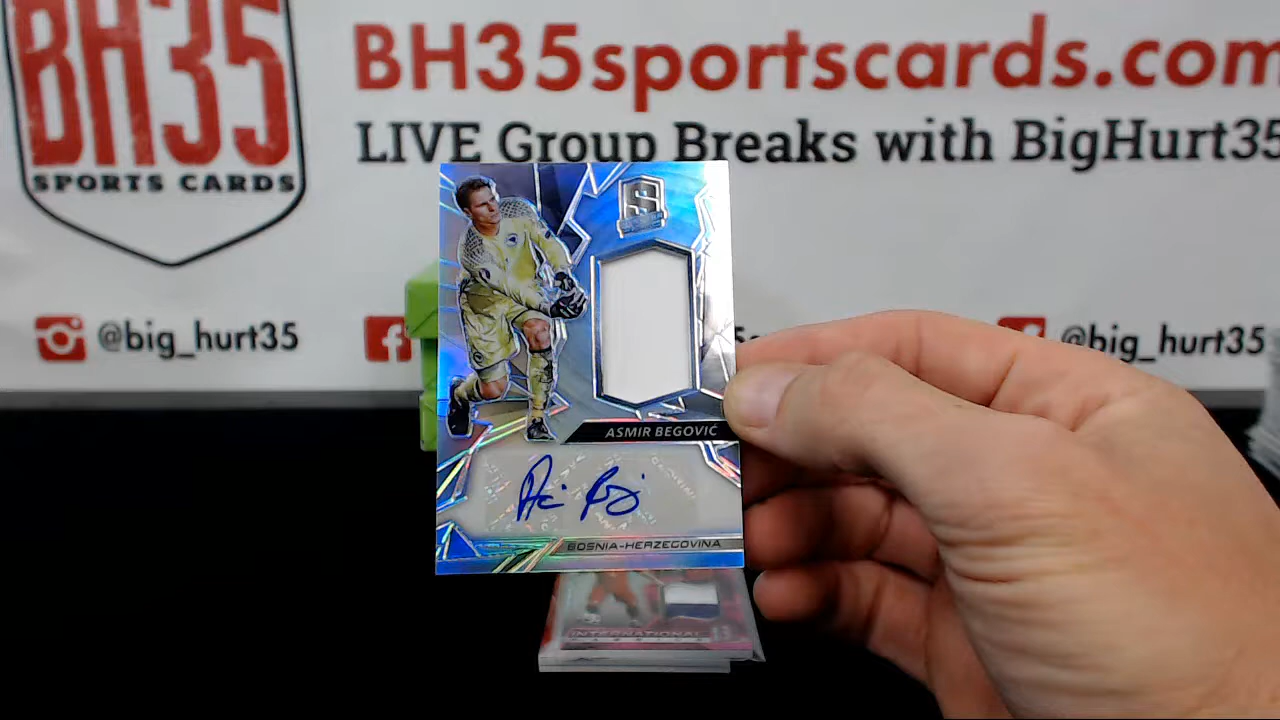 BH35
SPORTS CARDS
BH35sportscards.com
LIVE Group Breaks with BigHurt35
@big_hurt35
@big_hurt35
S
ASMIR BEGOVIC
BOSNIA-HERZEGOVINA
INTERNATIONAL